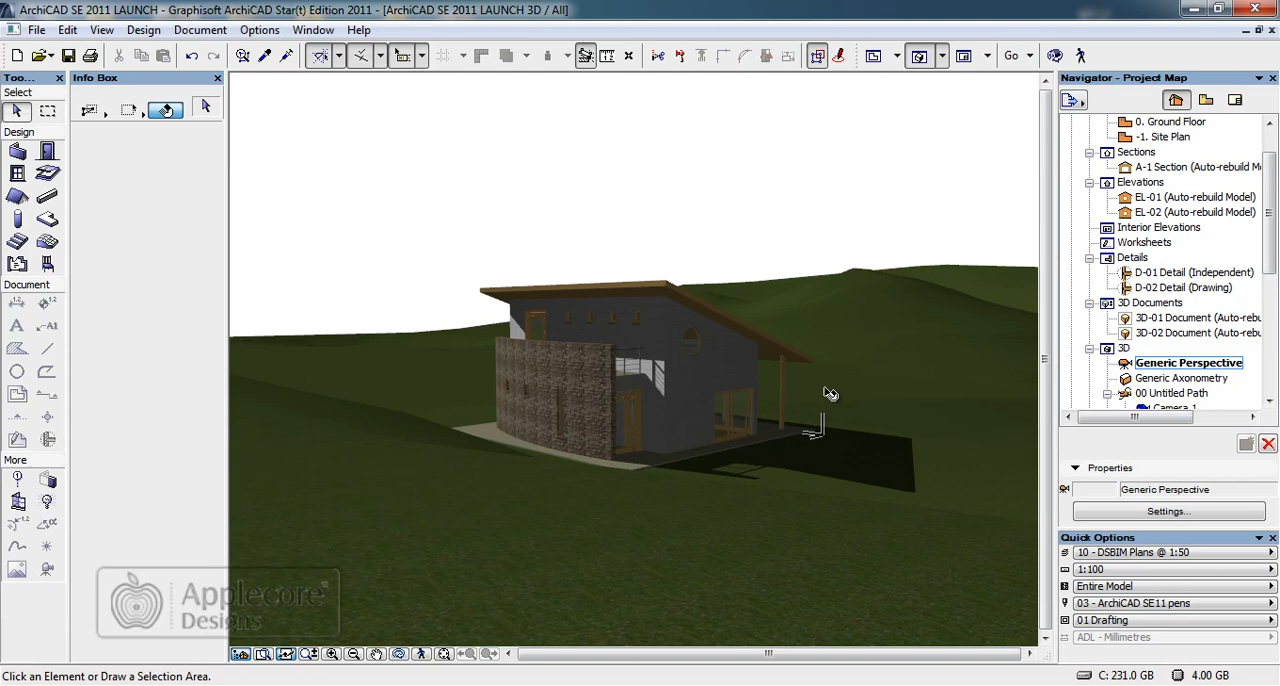 ArchiCAD SE 2011 LAUNCH - Graphisoft ArchiCAD Star(t) Edition 2011 - [ArchiCAD SE 2011 LAUNCH 3D / All]
File Edit View Design Document Options Window Help
Go
Too...
Info Box
Navigator - Project Map
Select
Design
0. Ground Floor
-1. Site Plan
Sections
A-1 Section (Auto-rebuild M
Elevations
EL-01 (Auto-rebuild Model)
EL-02 (Auto-rebuild Model)
Interior Elevations
Worksheets
Details
D-01 Detail (Independent)
D-02 Detail (Drawing)
3D Documents
3D-01 Document (Auto-rebu
3D-02 Document (Auto-rebu
3D
Generic Perspective
Generic Axonometry
00 Untitled Path
Camera 1
Document
A
A1
More
Properties
Generic Perspective
Settings...
Quick Options
10 - DSBIM Plans @ 1:50
1:100
Entire Model
03 - ArchiCAD SE11 pens
01 Drafting
ADL - Millimetres
Applecore
Designs
Click an Element or Draw a Selection Area.
C: 231.0 GB
4.00 GB